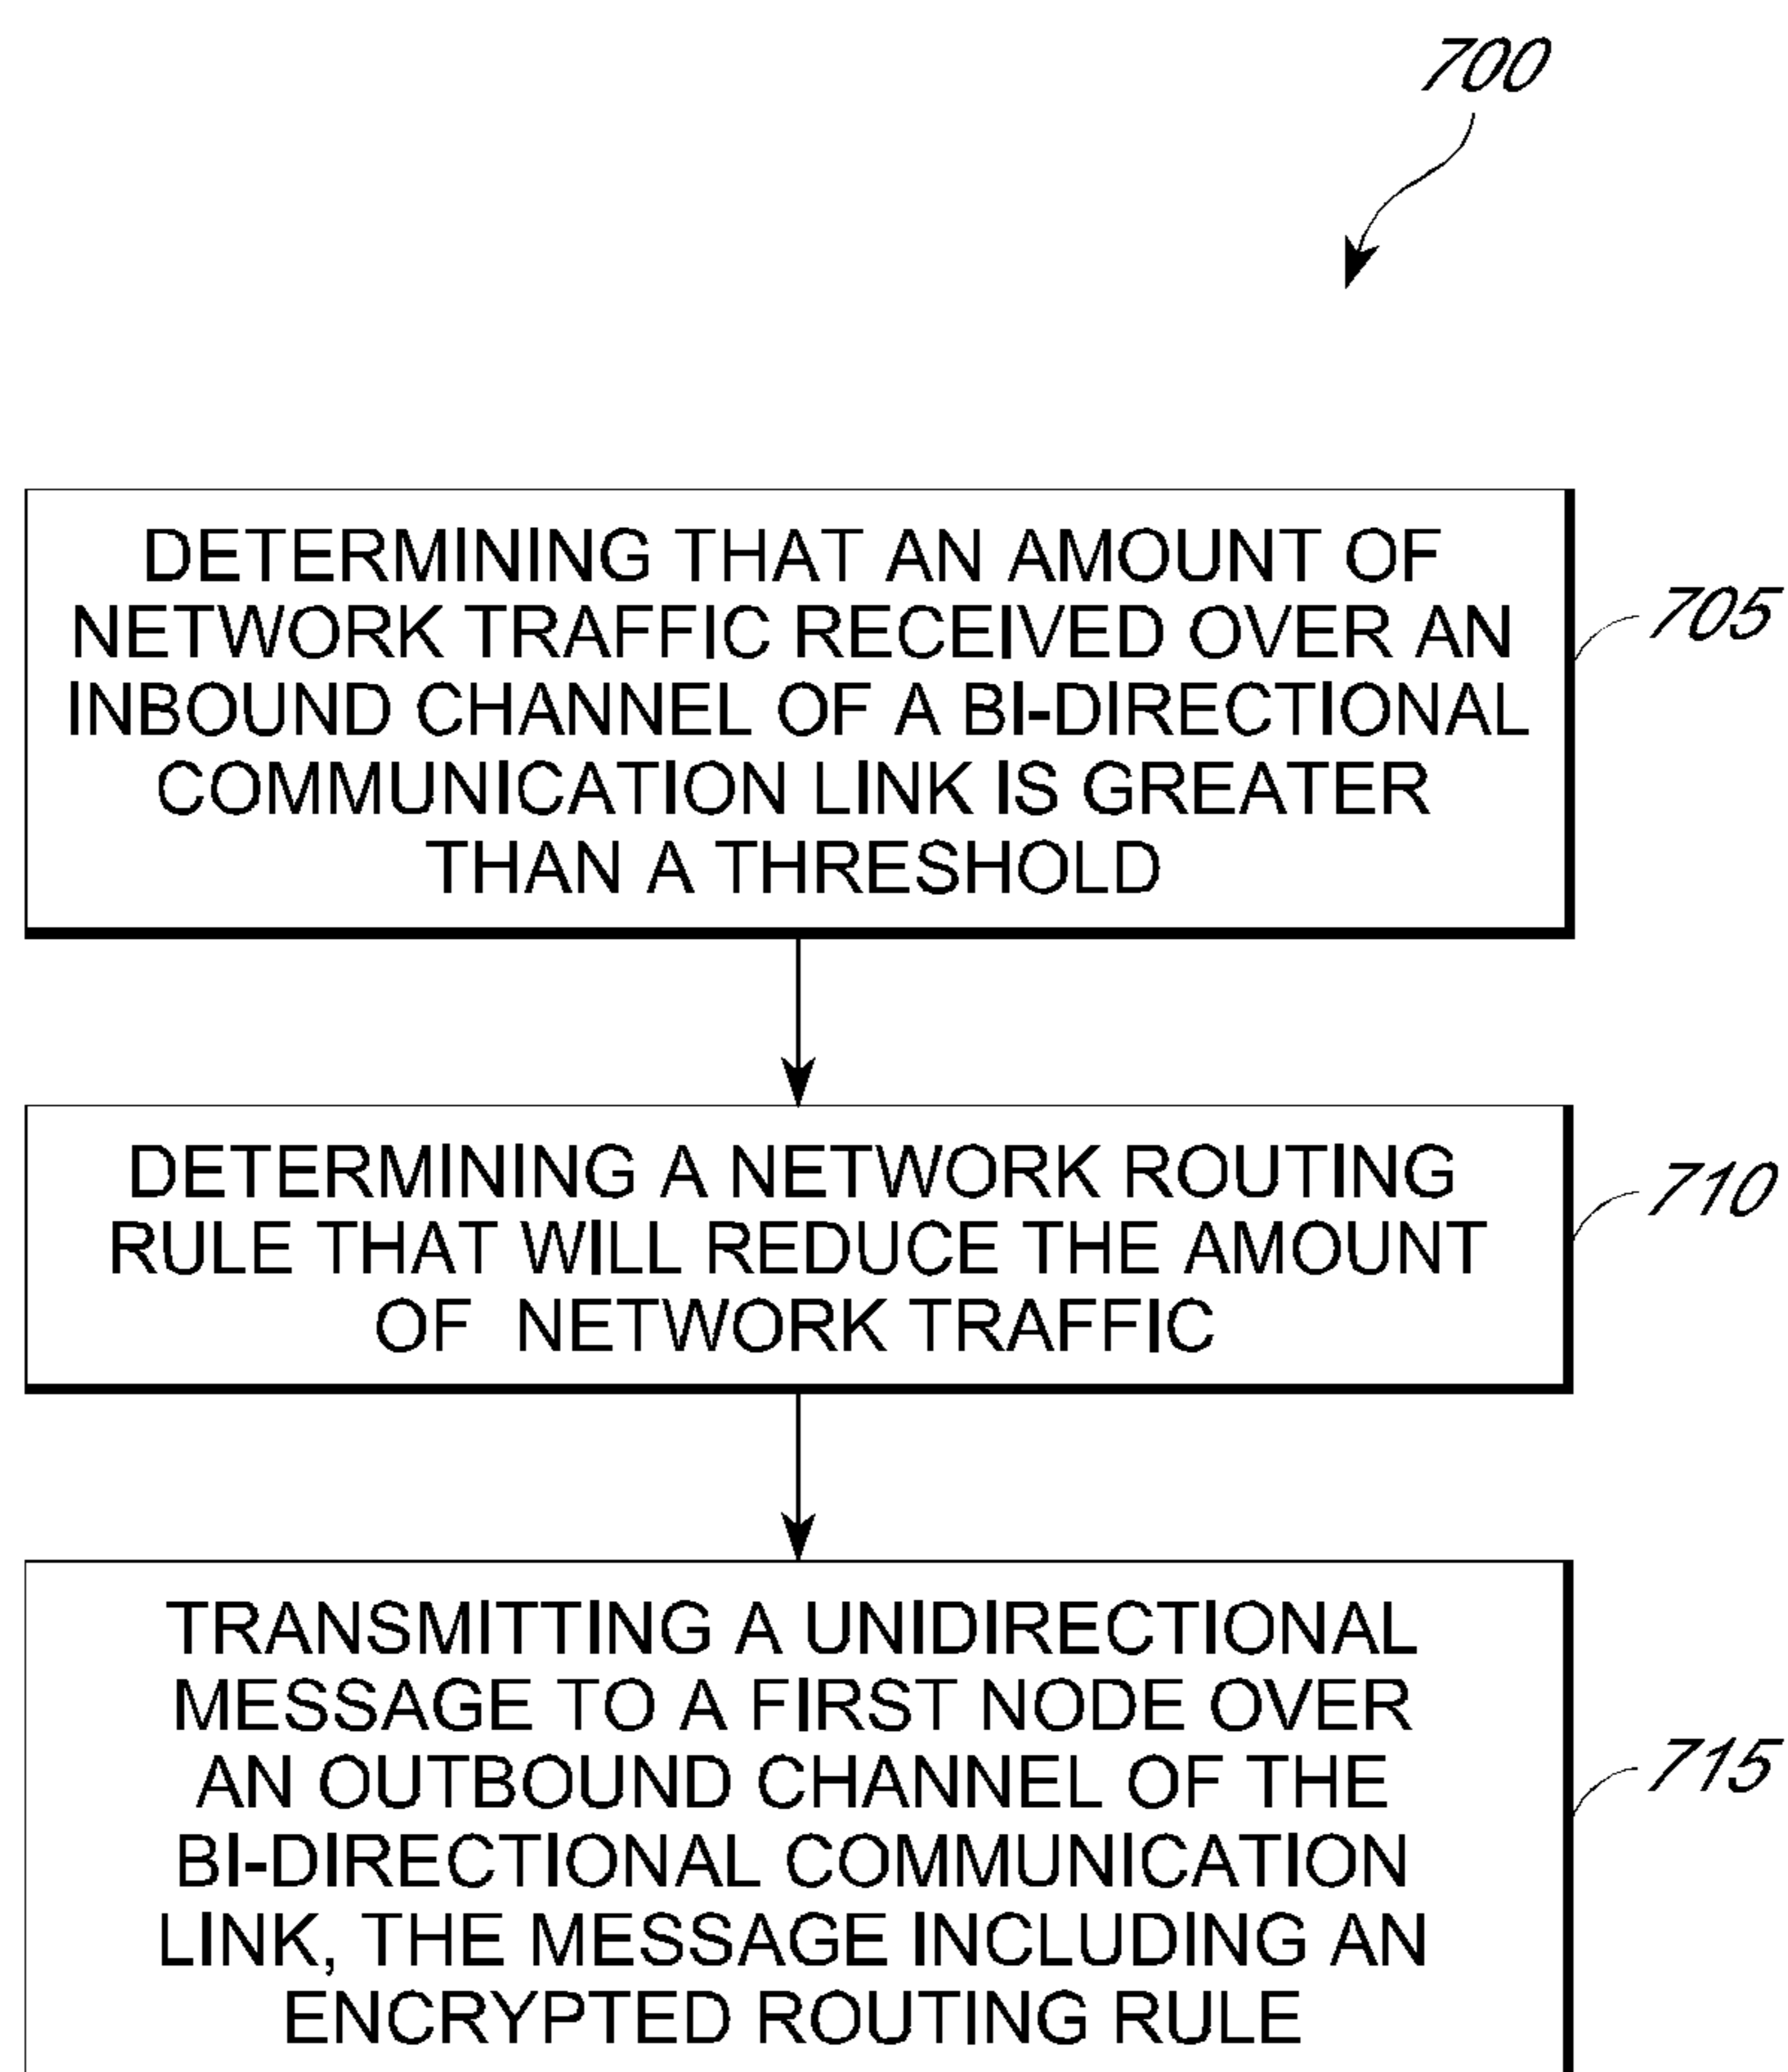 700
DETERMINING THAT AN AMOUNT OF
NETWORK TRAFFIC RECEIVED OVER AN
INBOUND CHANNEL OF A BI-DIRECTIONAL
COMMUNICATION LINK IS GREATER
THAN A THRESHOLD
705
DETERMINING A NETWORK ROUTING
RULE THAT WILL REDUCE THE AMOUNT
OF NETWORK TRAFFIC
710
TRANSMITTING A UNIDIRECTIONAL
MESSAGE TO A FIRST NODE OVER
AN OUTBOUND CHANNEL OF THE
BI-DIRECTIONAL COMMUNICATION
LINK, THE MESSAGE INCLUDING AN
ENCRYPTED ROUTING RULE
715